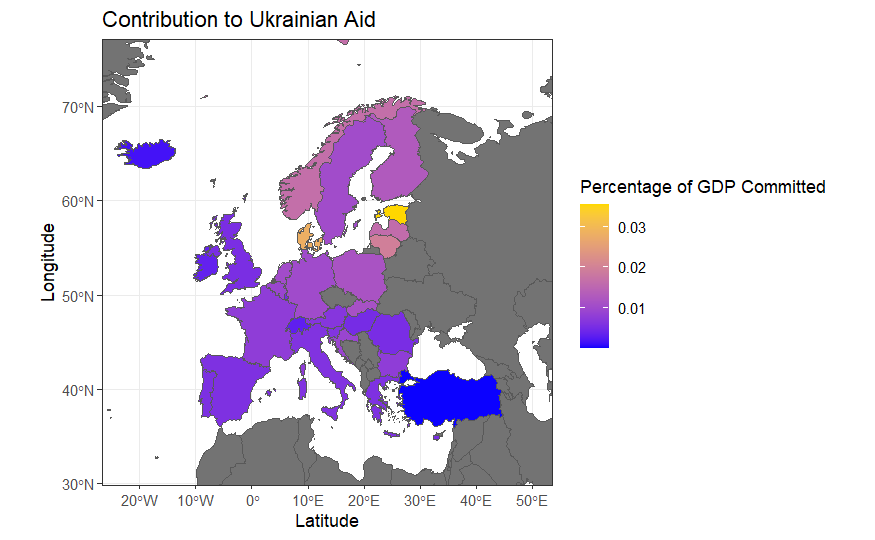 Contribution to Ukrainian Aid
70°N
60°N
50°N
40°N
30°N
Longitude
20°W 10°W 0° 10°E 20°E 30°E 40°E 50°E
Latitude
Percentage of GDP Committed
0.03
0.02
0.01